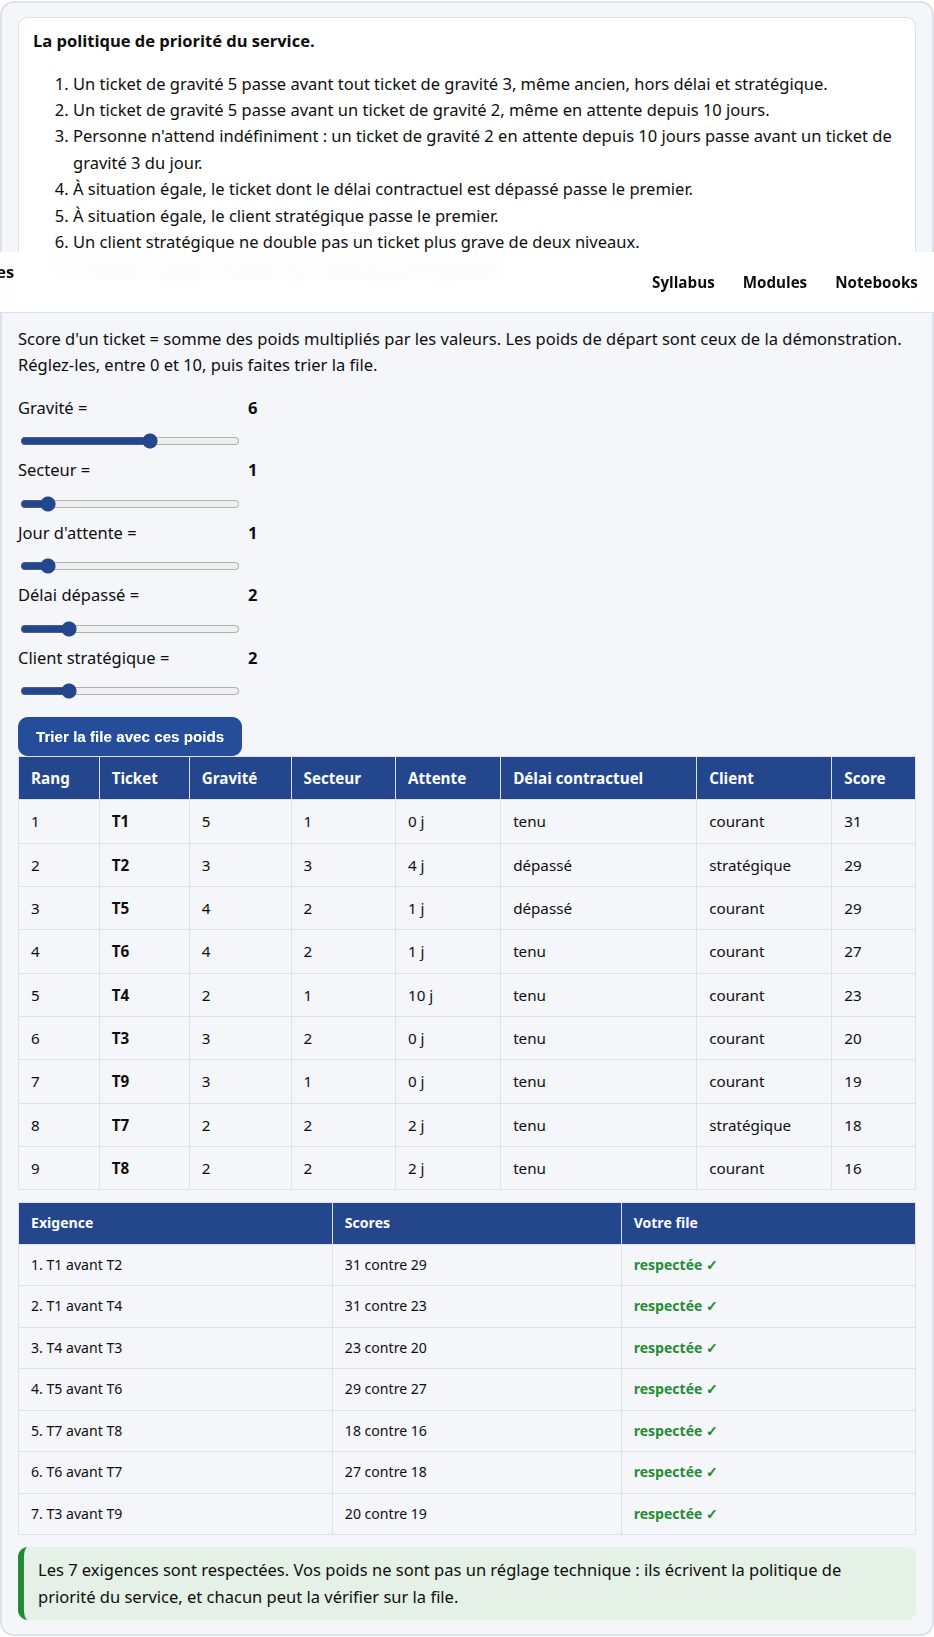 La politique de priorité du service.
1. Un ticket de gravité 5 passe avant tout ticket de gravité 3, même ancien, hors délai et stratégique.
2. Un ticket de gravité 5 passe avant un ticket de gravité 2, même en attente depuis 10 jours.
3. Personne n'attend indéfiniment : un ticket de gravité 2 en attente depuis 10 jours passe avant un ticket de
gravité 3 du jour.
4. À situation égale, le ticket dont le délai contractuel est dépassé passe le premier.
5. À situation égale, le client stratégique passe le premier.
6. Un client stratégique ne double pas un ticket plus grave de deux niveaux.
es
Syllabus Modules Notebooks
Score d'un ticket = somme des poids multipliés par les valeurs. Les poids de départ sont ceux de la démonstration.
Réglez-les, entre 0 et 10, puis faites trier la file.
Gravité = 6
Secteur = 1
Jour d'attente = 1
Délai dépassé = 2
Client stratégique = 2
Trier la file avec ces poids
Rang Ticket Gravité Secteur Attente Délai contractuel Client Score
1 T1 5 1 0 j tenu courant 31
2 T2 3 3 4 j dépassé stratégique 29
3 T5 4 2 1 j dépassé courant 29
4 T6 4 2 1 j tenu courant 27
5 T4 2 1 10 j tenu courant 23
6 T3 3 2 0 j tenu courant 20
7 T9 3 1 0 j tenu courant 19
8 T7 2 2 2 j tenu stratégique 18
9 T8 2 2 2 j tenu courant 16
Exigence Scores Votre file
1. T1 avant T2 31 contre 29 respectée ✓
2. T1 avant T4 31 contre 23 respectée ✓
3. T4 avant T3 23 contre 20 respectée ✓
4. T5 avant T6 29 contre 27 respectée ✓
5. T7 avant T8 18 contre 16 respectée ✓
6. T6 avant T7 27 contre 18 respectée ✓
7. T3 avant T9 20 contre 19 respectée ✓
Les 7 exigences sont respectées. Vos poids ne sont pas un réglage technique : ils écrivent la politique de
priorité du service, et chacun peut la vérifier sur la file.